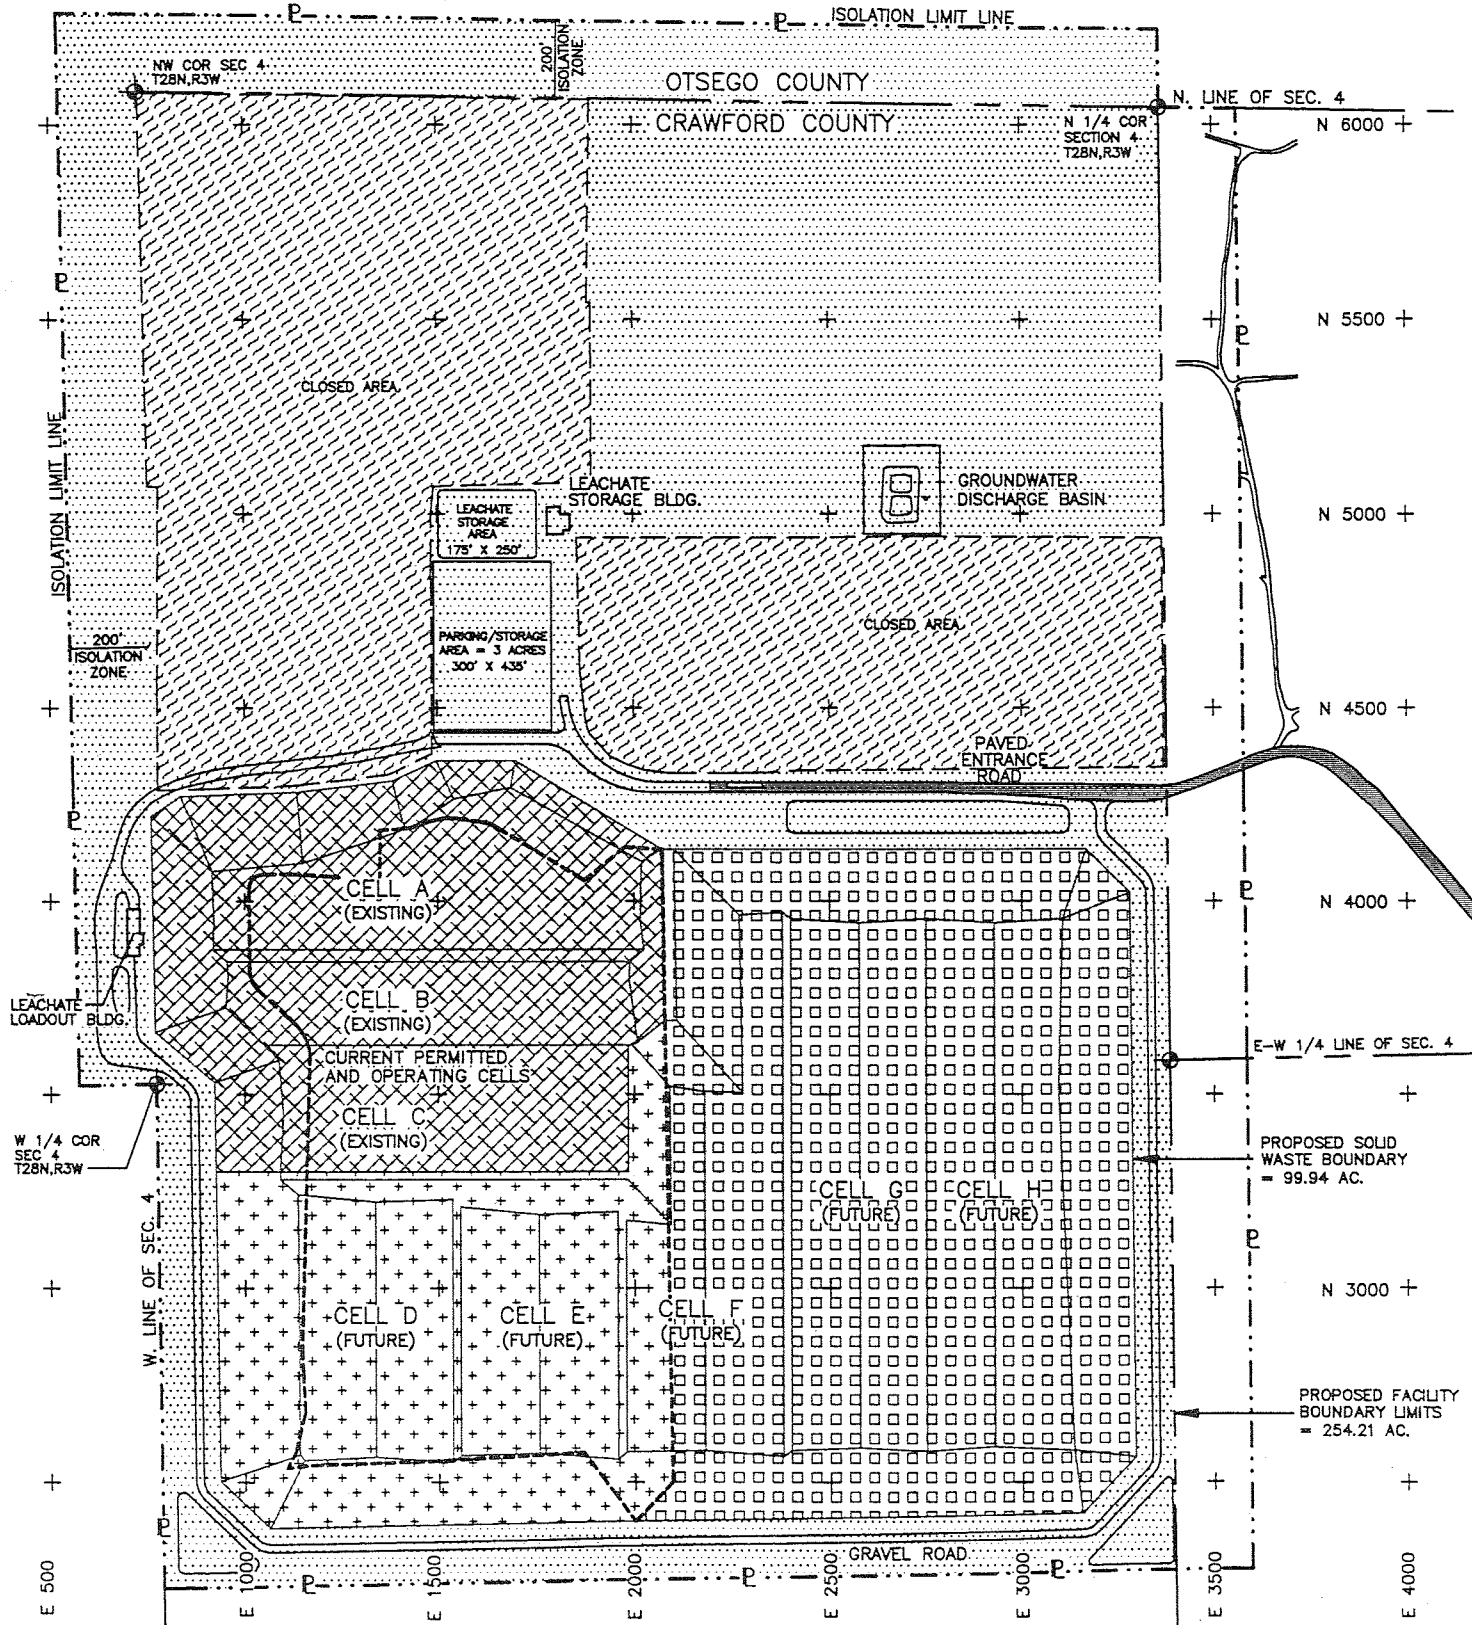 ISOLATION LIMIT LINE
NW COR SEC 4
T28N,R3W
200'
ISOLATION
ZONE
OTSEGO COUNTY
CRAWFORD COUNTY
N. LINE OF SEC. 4
N 1/4 COR
SECTION 4
T28N,R3W
N 6000
N 5500
CLOSED AREA
ISOLATION LIMIT LINE
LEACHATE
STORAGE BLDG.
LEACHATE
STORAGE
AREA
175' X 250'
GROUNDWATER
DISCHARGE BASIN
N 5000
200'
ISOLATION
ZONE
PARKING/STORAGE
AREA = 3 ACRES
300' X 435'
CLOSED AREA
N 4500
PAVED
ENTRANCE
ROAD
CELL A
(EXISTING)
N 4000
LEACHATE
LOADOUT BLDG.
CELL B
(EXISTING)
CURRENT PERMITTED
AND OPERATING CELLS
CELL C
(EXISTING)
E-W 1/4 LINE OF SEC. 4
W 1/4 COR
SEC 4
T28N,R3W
PROPOSED SOLID
WASTE BOUNDARY
= 99.94 AC.
CELL G
(FUTURE)
CELL H
(FUTURE)
W. LINE OF SEC. 4
N 3000
CELL D
(FUTURE)
CELL E
(FUTURE)
CELL F
(FUTURE)
PROPOSED FACILITY
BOUNDARY LIMITS
= 254.21 AC.
GRAVEL ROAD
E 500
E 1000
E 1500
E 2000
E 2500
E 3000
E 3500
E 4000